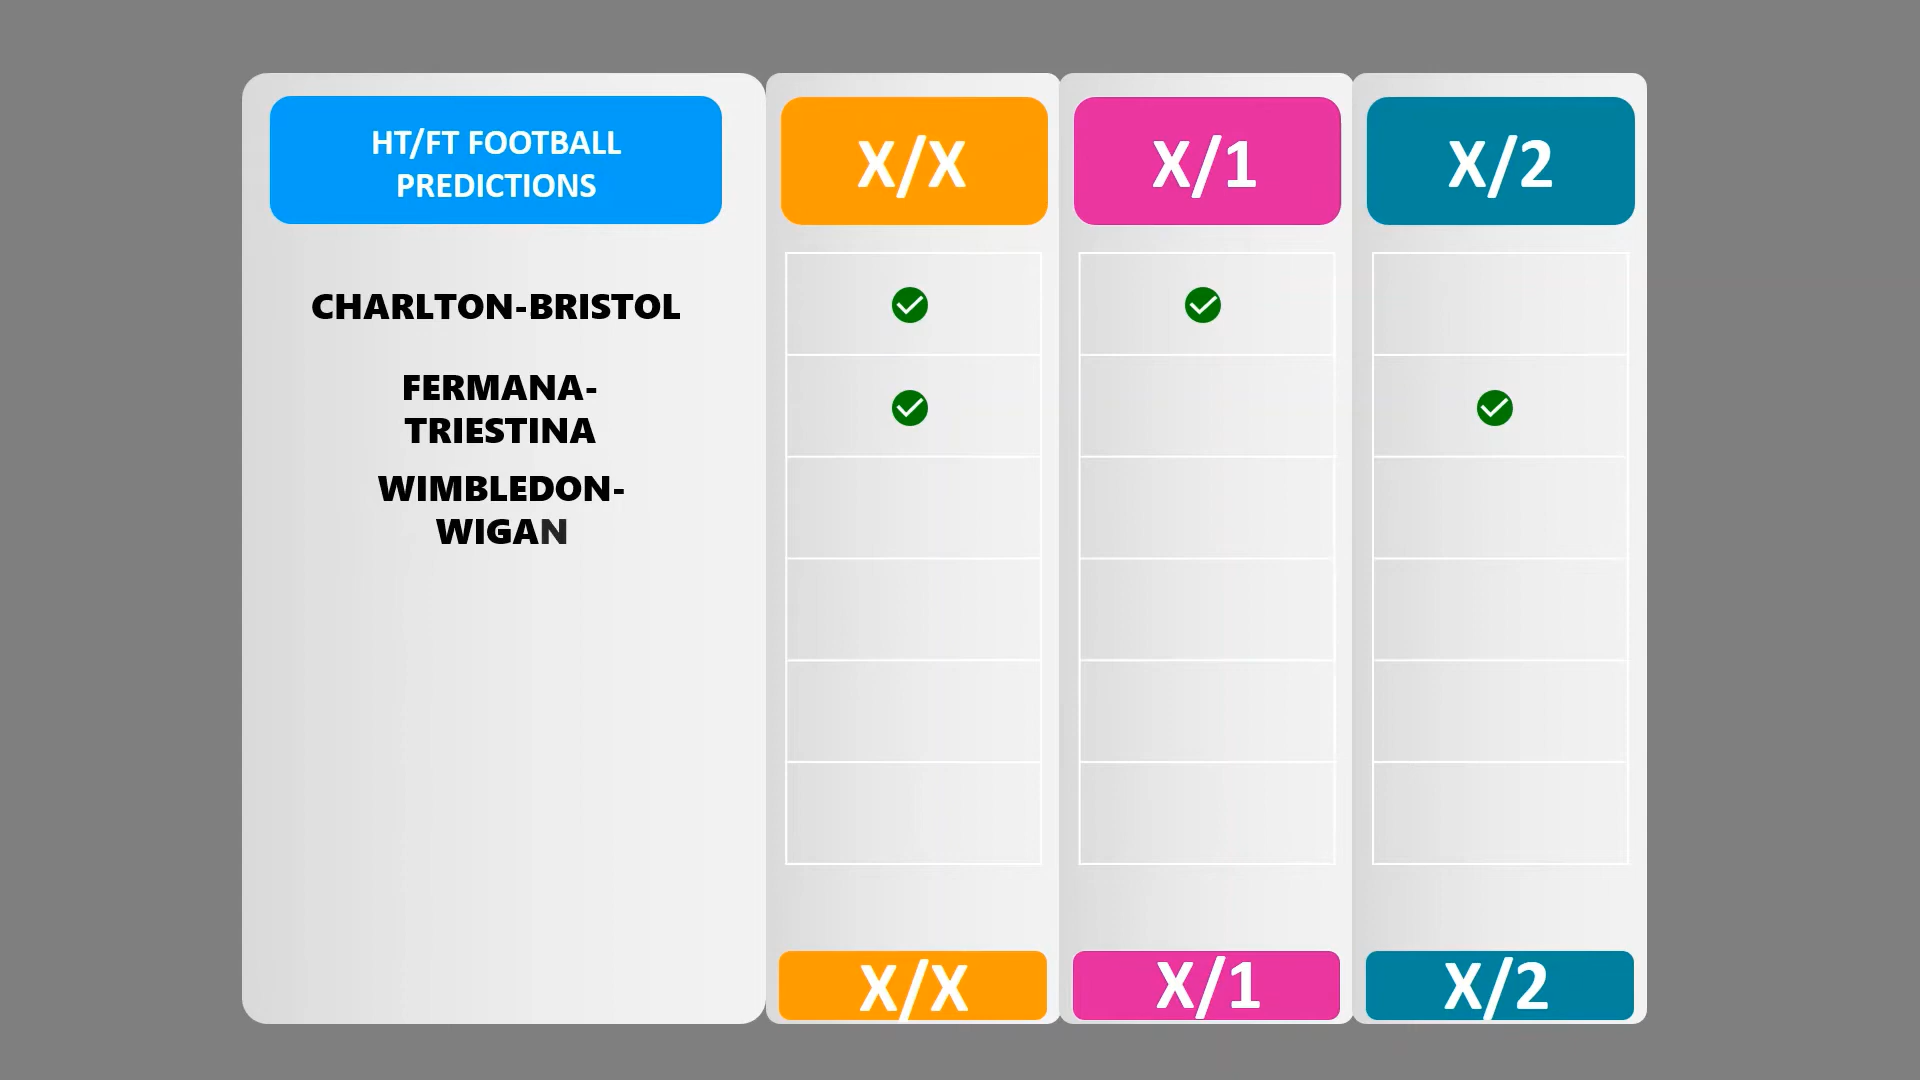 HT/FT FOOTBALL
PREDICTIONS
X/X
X/1
X/2
CHARLTON-BRISTOL
FERMANA-
TRIESTINA
WIMBLEDON-
WIGAN
X/X
X/1
X/2